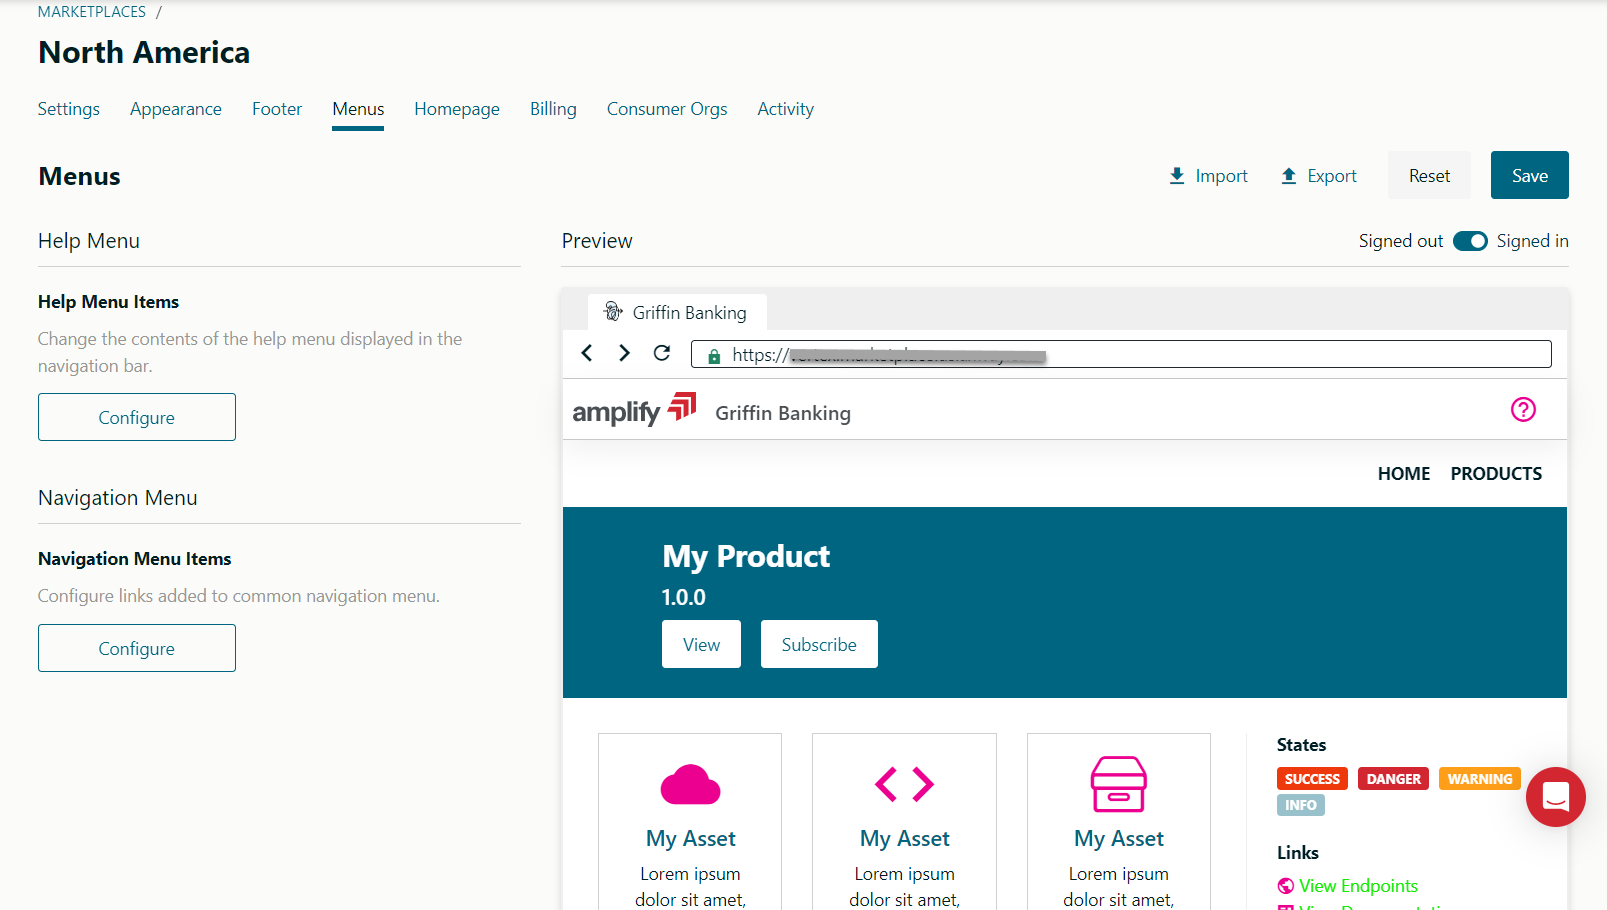 MARKETPLACES /
North America
Settings Appearance Footer Menus Homepage Billing Consumer Orgs Activity
Menus
Import Export Reset Save
Help Menu
Help Menu Items
Change the contents of the help menu displayed in the
navigation bar.
Configure
Navigation Menu
Navigation Menu Items
Configure links added to common navigation menu.
Configure
Preview
Signed out Signed in
Griffin Banking
https://
amplify Griffin Banking
HOME PRODUCTS
My Product
1.0.0
View Subscribe
My Asset
Lorem ipsum
dolor sit amet,
My Asset
Lorem ipsum
dolor sit amet,
My Asset
Lorem ipsum
dolor sit amet,
States
SUCCESS DANGER WARNING
INFO
Links
View Endpoints